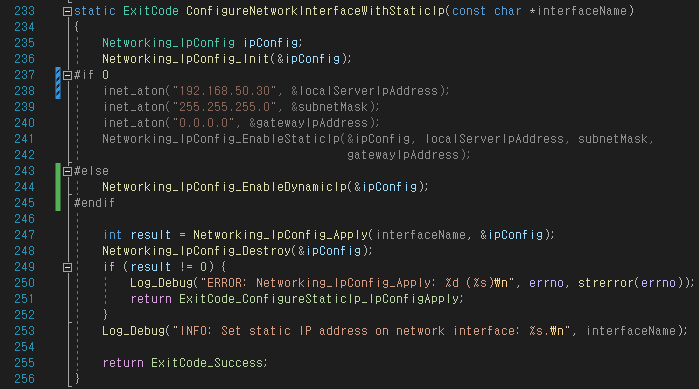 233 static ExitCode ConfigureNetworkInterfaceWithStaticIp(const char *interfaceName)
234 {
235 Networking_IpConfig ipConfig;
236 Networking_IpConfig_Init(&ipConfig);
237 #if 0
238 inet_aton("192.168.50.30", &localServerIpAddress);
239 inet_aton("255.255.255.0", &subnetMask);
240 inet_aton("0.0.0.0", &gatewayIpAddress);
241 Networking_IpConfig_EnableStaticIp(&ipConfig, localServerIpAddress, subnetMask,
242 gatewayIpAddress);
243 #else
244 Networking_IpConfig_EnableDynamicIp(&ipConfig);
245 #endif
246
247 int result = Networking_IpConfig_Apply(interfaceName, &ipConfig);
248 Networking_IpConfig_Destroy(&ipConfig);
249 if (result != 0) {
250 Log_Debug("ERROR: Networking_IpConfig_Apply: %d (%s)₩n", errno, strerror(errno));
251 return ExitCode_ConfigureStaticIp_IpConfigApply;
252 }
253 Log_Debug("INFO: Set static IP address on network interface: %s.₩n", interfaceName);
254
255 return ExitCode_Success;
256 }